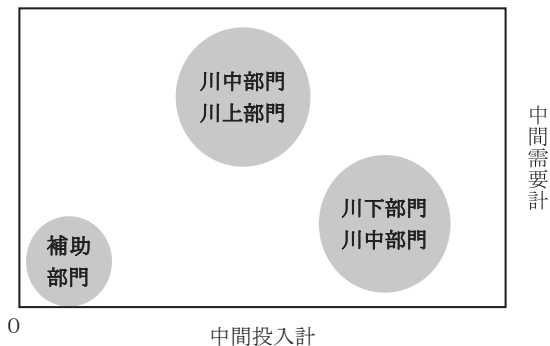 川中部門
川上部門
川下部門
川中部門
補助
部門
中間需要計
0
中間投入計